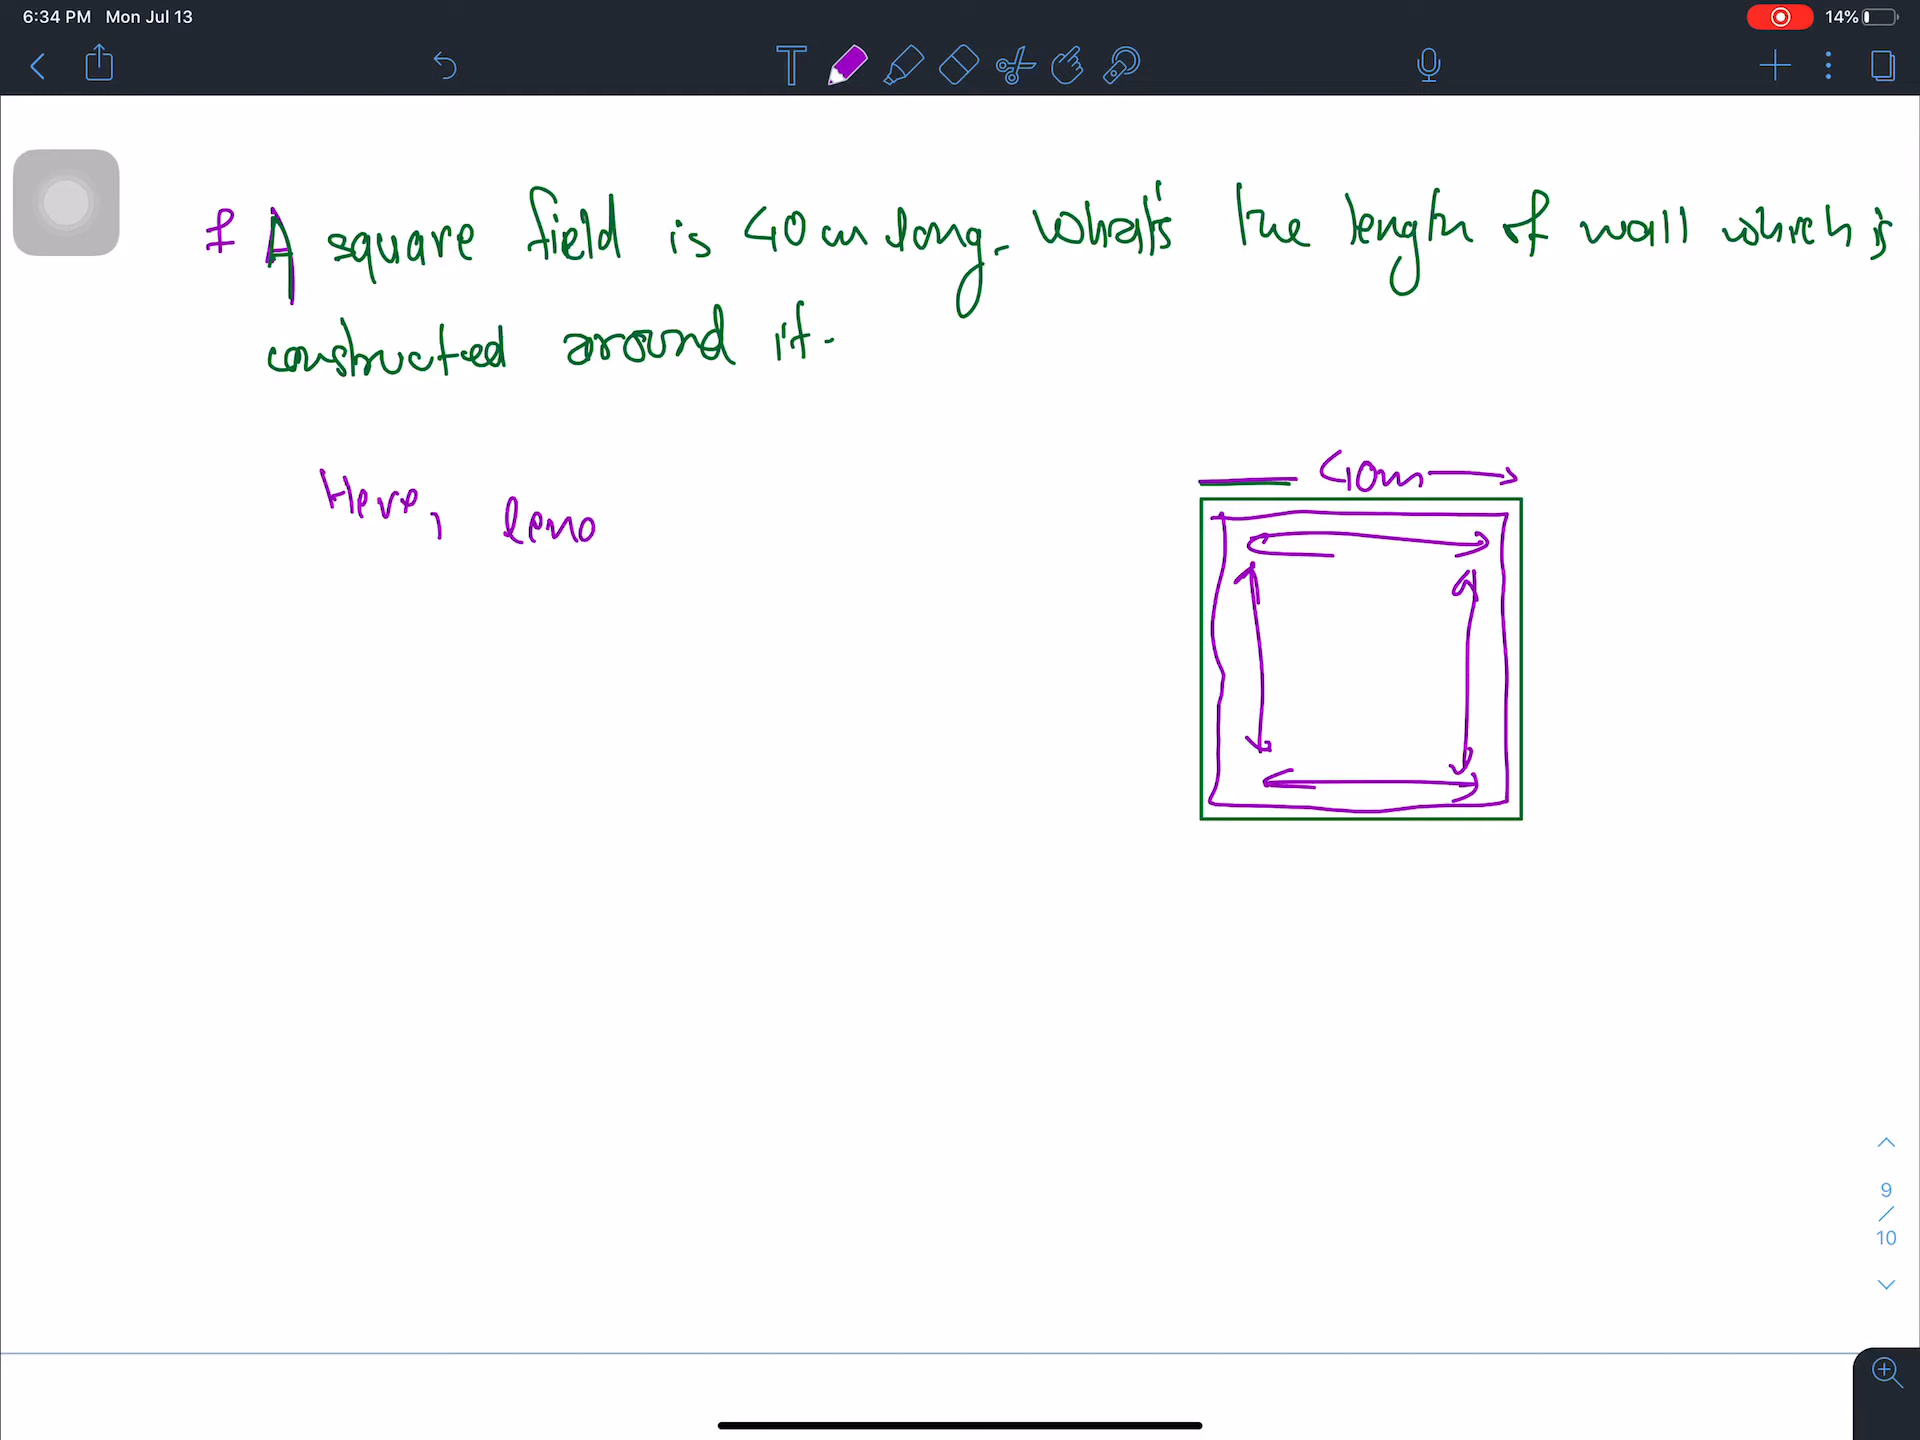 6:34 PM Mon Jul 13
14%
A square field is 40m long. What's the length of wall which is
constructed around it.
40m
Here, leno
9
/
10